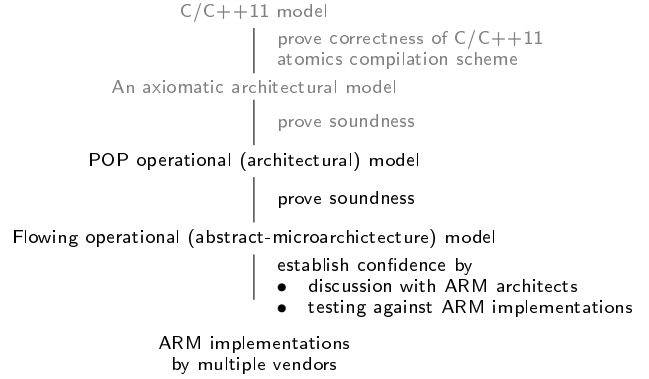 C/C++11 model
prove correctness of C/C++11
atomics compilation scheme
An axiomatic architectural model
prove soundness
POP operational (architectural) model
prove soundness
Flowing operational (abstract-microarchictecture) model
establish confidence by
• discussion with ARM architects
• testing against ARM implementations
ARM implementations
by multiple vendors